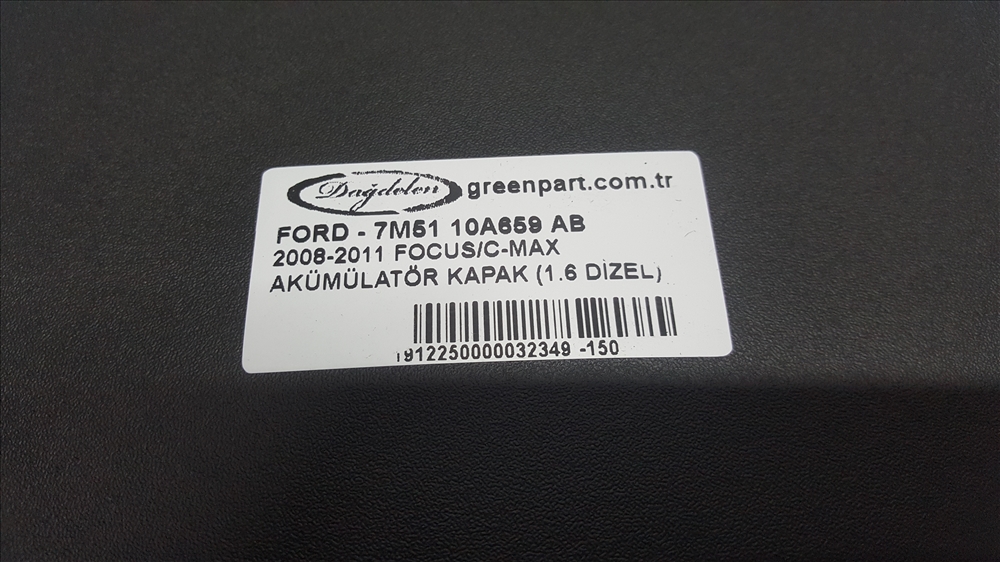 Dağdelen greenpart.com.tr
FORD - 7M51 10A659 AB
2008-2011 FOCUS/C-MAX
AKÜMÜLATÖR KAPAK (1.6 DİZEL)
1912250000032349 -150